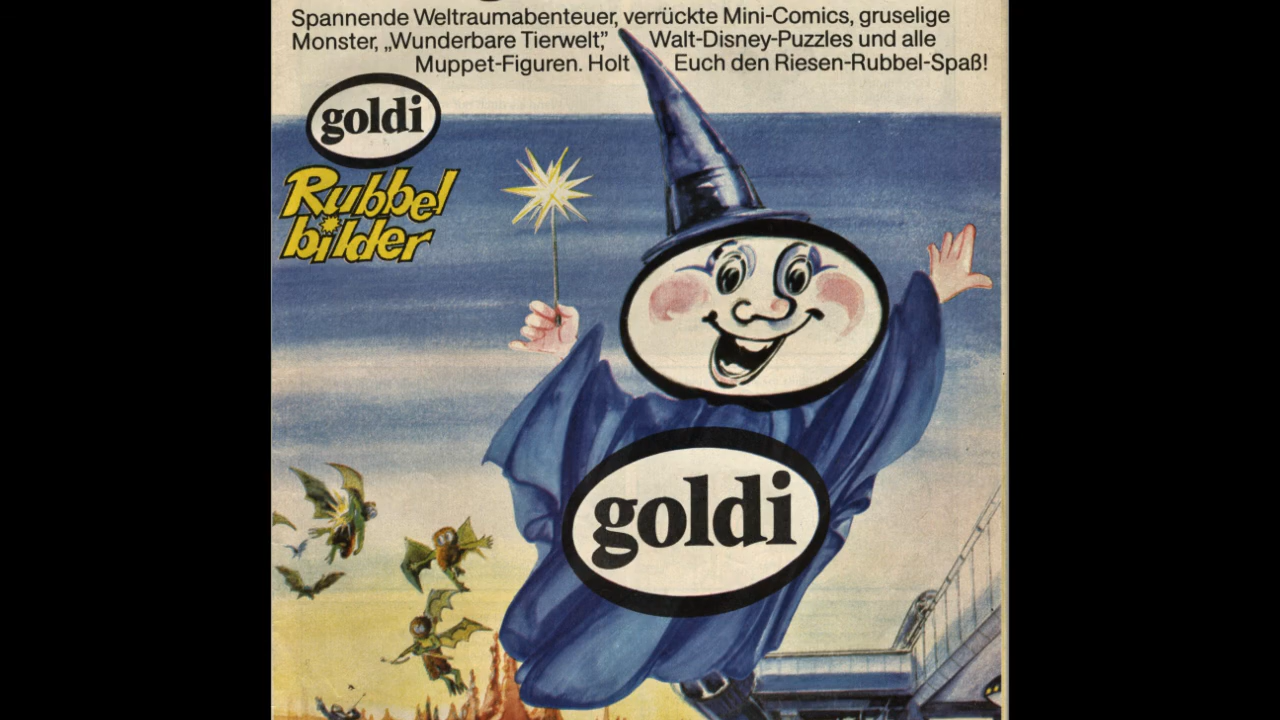 Spannende Weltraumabenteuer, verrückte Mini-Comics, gruselige
Monster, „Wunderbare Tierwelt,” Walt-Disney-Puzzles und alle
Muppet-Figuren. Holt Euch den Riesen-Rubbel-Spaß!
goldi
Rubbel
bilder
goldi